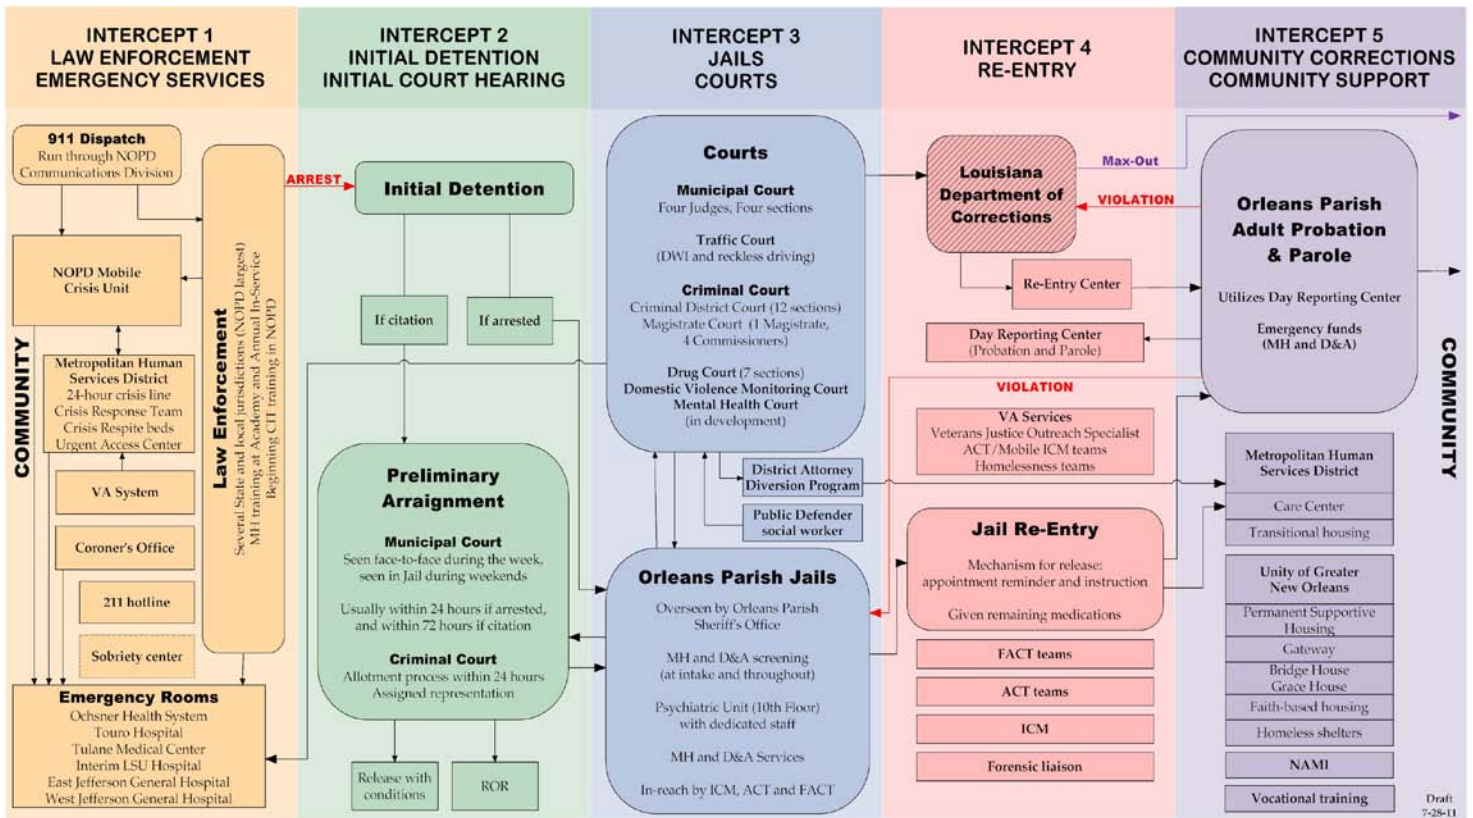 INTERCEPT 1
LAW ENFORCEMENT
EMERGENCY SERVICES
INTERCEPT 2
INITIAL DETENTION
INITIAL COURT HEARING
INTERCEPT 3
JAILS
COURTS
INTERCEPT 4
RE-ENTRY
INTERCEPT 5
COMMUNITY CORRECTIONS
COMMUNITY SUPPORT
911 Dispatch
Run through NOPD
Communications Division
NOPD Mobile
Crisis Unit
Metropolitan Human
Services District
24-hour crisis line
Crisis Response Team
Crisis Respite beds
Urgent Access Center
VA System
Coroner's Office
211 hotline
Sobriety center
Emergency Rooms
Ochsner Health System
Touro Hospital
Tulane Medical Center
Interim LSU Hospital
East Jefferson General Hospital
West Jefferson General Hospital
COMMUNITY
Law Enforcement
Several State and local jurisdictions (NOPD largest)
MH training at Academy and Annual In-Service
Beginning CIT training in NOPD
ARREST
Initial Detention
If citation
If arrested
Preliminary
Arraignment
Municipal Court
Seen face-to-face during the week,
seen in Jail during weekends
Usually within 24 hours if arrested,
and within 72 hours if citation
Criminal Court
Allotment process within 24 hours
Assigned representation
Release with
conditions
ROR
Courts
Municipal Court
Four Judges, Four sections
Traffic Court
(DWI and reckless driving)
Criminal Court
Criminal District Court (12 sections)
Magistrate Court (1 Magistrate,
4 Commissioners)
Drug Court (7 sections)
Domestic Violence Monitoring Court
Mental Health Court
(in development)
District Attorney
Diversion Program
Public Defender
social worker
Orleans Parish Jails
Overseen by Orleans Parish
Sheriff's Office
MH and D&A screening
(at intake and throughout)
Psychiatric Unit (10th Floor)
with dedicated staff
MH and D&A Services
In-reach by ICM, ACT and FACT
Louisiana
Department of
Corrections
Max-Out
VIOLATION
Re-Entry Center
Day Reporting Center
(Probation and Parole)
VIOLATION
VA Services
Veterans Justice Outreach Specialist
ACT/Mobile ICM teams
Homelessness teams
Jail Re-Entry
Mechanism for release:
appointment reminder and instruction
Given remaining medications
FACT teams
ACT teams
ICM
Forensic liaison
Orleans Parish
Adult Probation
& Parole
Utilizes Day Reporting Center
Emergency funds
(MH and D&A)
Metropolitan Human
Services District
Care Center
Transitional housing
Unity of Greater
New Orleans
Permanent Supportive
Housing
Gateway
Bridge House
Grace House
Faith-based housing
Homeless shelters
NAMI
Vocational training
COMMUNITY
Draft
7-28-11